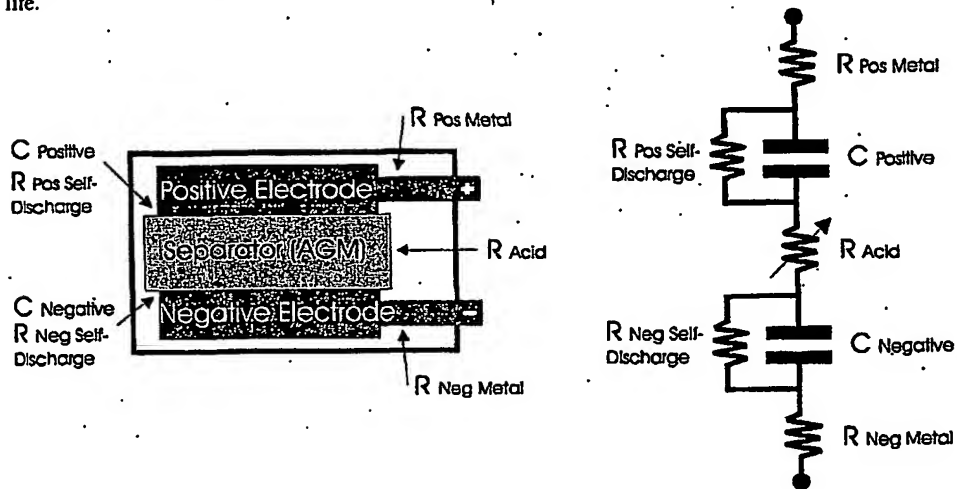 life.
R Pos Metal
C Positive
R Pos Self-
Discharge
Positive Electrode +
Separator (AGM)
R Acid
C Negative
R Neg Self-
Discharge
Negative Electrode -
R Neg Metal
R Pos Metal
R Pos Self-
Discharge
C Positive
R Acid
R Neg Self-
Discharge
C Negative
R Neg Metal